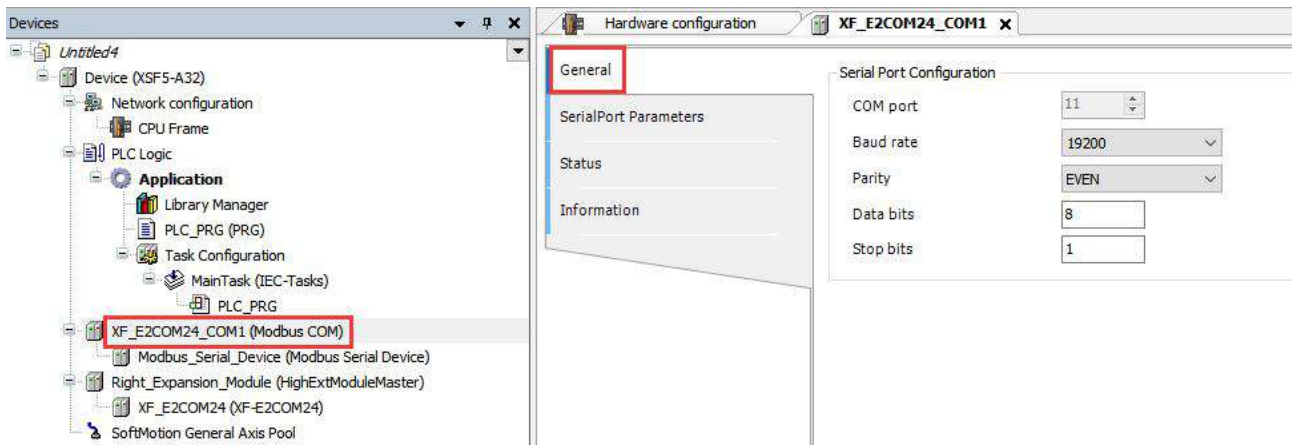 Devices
Untitled4
Device (XSF5-A32)
Network configuration
CPU Frame
PLC Logic
Application
Library Manager
PLC_PRG (PRG)
Task Configuration
MainTask (IEC-Tasks)
PLC_PRG
XF_E2COM24_COM1 (Modbus COM)
Modbus_Serial_Device (Modbus Serial Device)
Right_Expansion_Module (HighExtModuleMaster)
XF_E2COM24 (XF-E2COM24)
SoftMotion General Axis Pool
Hardware configuration
XF_E2COM24_COM1
General
SerialPort Parameters
Status
Information
Serial Port Configuration
COM port 11
Baud rate 19200
Parity EVEN
Data bits 8
Stop bits 1